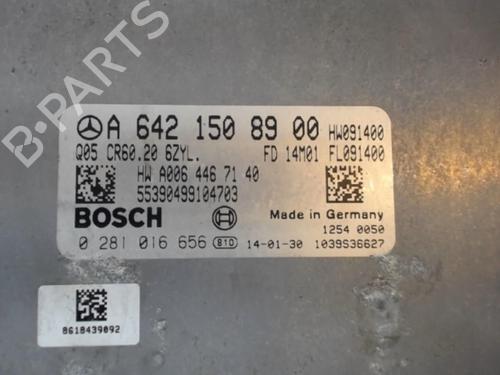 A 642 150 89 00 HW091400
Q05 CR60.20 6ZYL. FD 14M01 FL091400
HW A006 446 71 40
55390499104703
BOSCH
Made in Germany
1254 0050
0 281 016 656 810 14-01-30 1039S36627
8618439092
B-PARTS